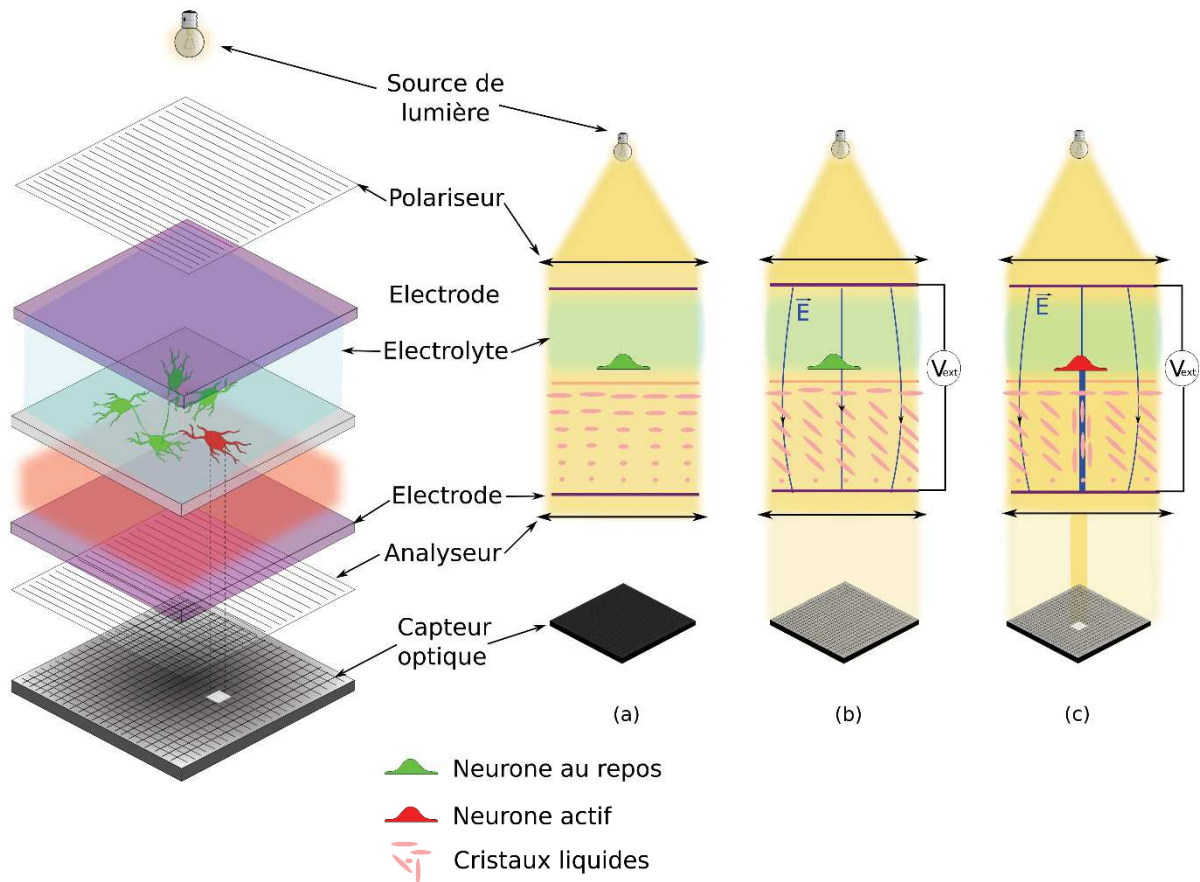 Source de
lumière
Polariseur
Electrode
Electrolyte
Electrode
Analyseur
Capteur
optique
E
Vext
E
Vext
(a)
(b)
(c)
Neurone au repos
Neurone actif
Cristaux liquides